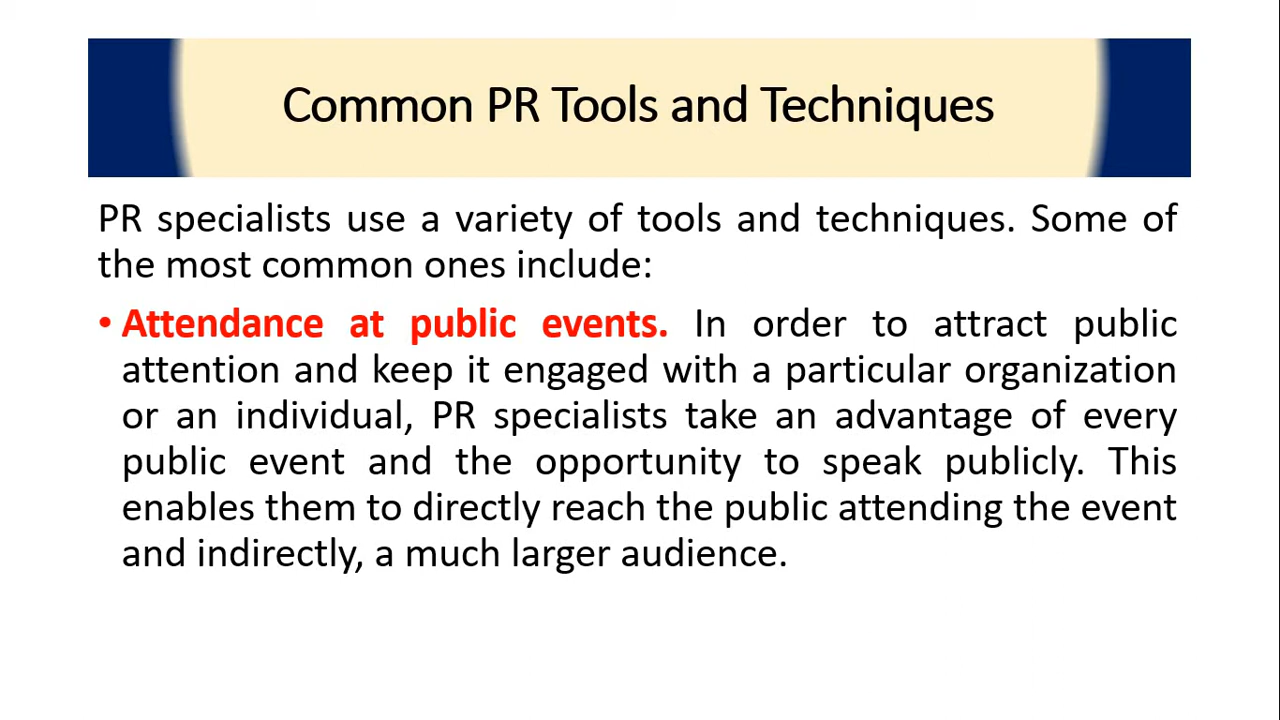 Common PR Tools and Techniques
PR specialists use a variety of tools and techniques. Some of
the most common ones include:
• Attendance at public events. In order to attract public
attention and keep it engaged with a particular organization
or an individual, PR specialists take an advantage of every
public event and the opportunity to speak publicly. This
enables them to directly reach the public attending the event
and indirectly, a much larger audience.